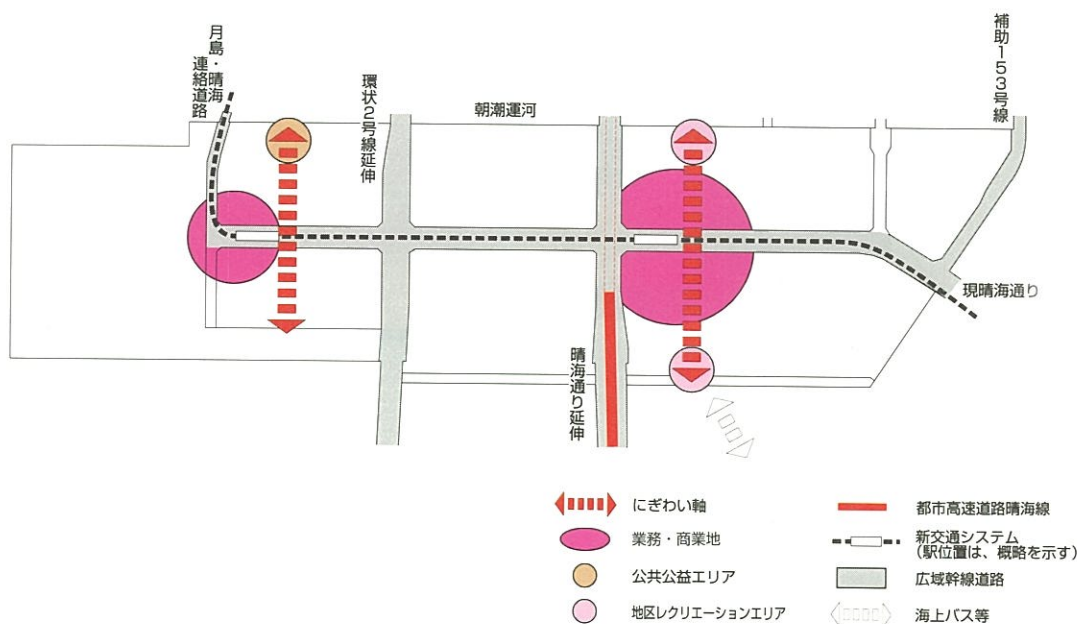 月島・晴海
連絡道路
環状2号線延伸
朝潮運河
補助153号線
現晴海通り
晴海通り延伸
にぎわい軸
業務・商業地
公共公益エリア
地区レクリエーションエリア
都市高速道路晴海線
新交通システム
(駅位置は、概略を示す)
広域幹線道路
海上バス等